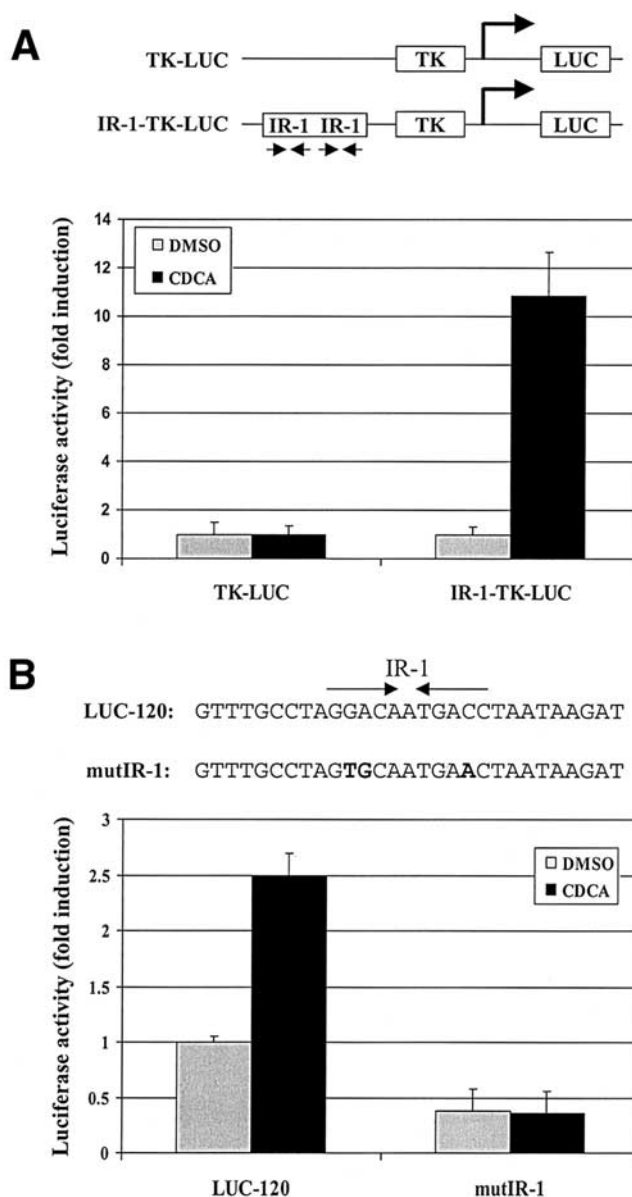 A
TK-LUC
TK
LUC
IR-1-TK-LUC
IR-1 IR-1
TK
LUC
Luciferase activity (fold induction)
14
12
10
8
6
4
2
0
DMSO
CDCA
TK-LUC
IR-1-TK-LUC
B
IR-1
LUC-120: GTTTGCCTAGGACAATGACCTAATAAGAT
mutIR-1: GTTTGCCTAGTGCAATGAACTAATAAGAT
Luciferase activity (fold induction)
3
2.5
2
1.5
1
0.5
0
DMSO
CDCA
LUC-120
mutIR-1